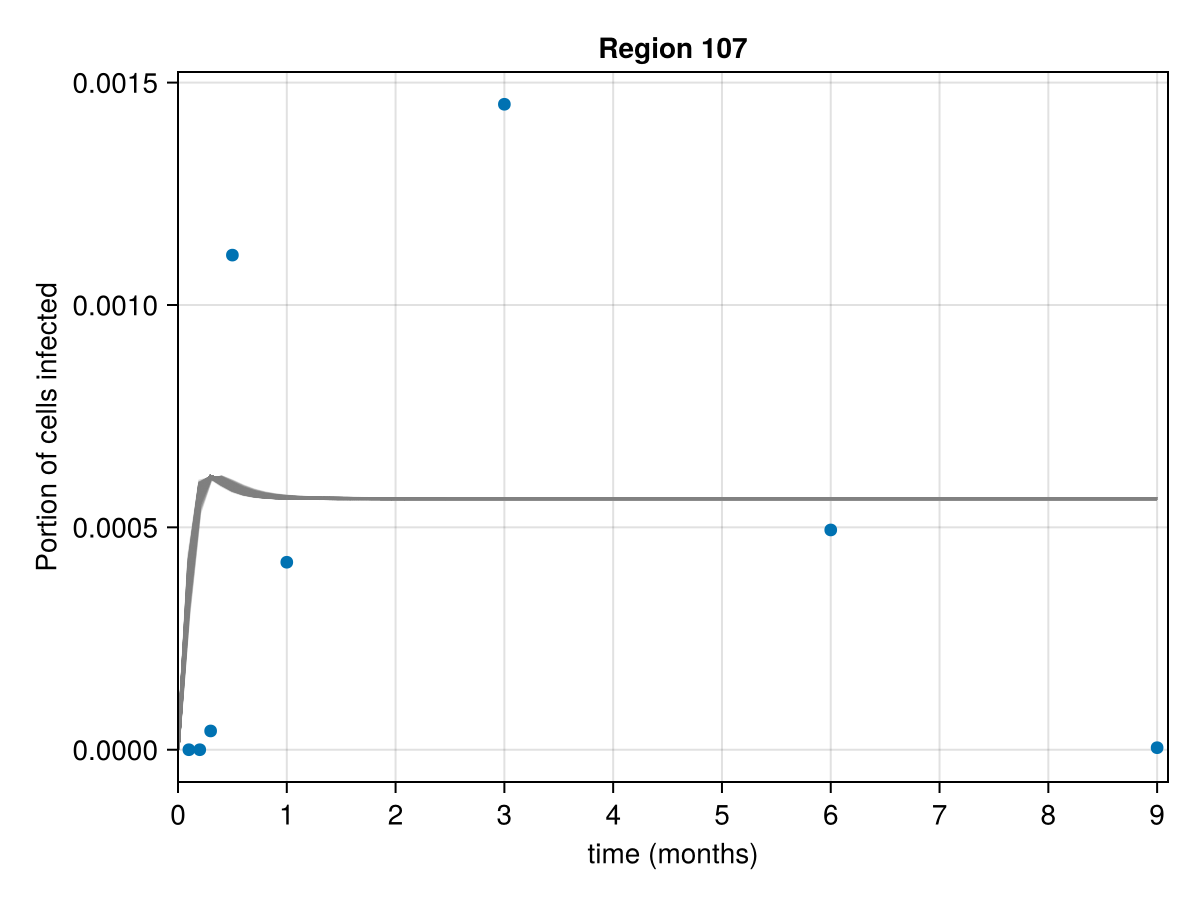 Region 107
Portion of cells infected
0.0015
0.0010
0.0005
0.0000
0 1 2 3 4 5 6 7 8 9
time (months)